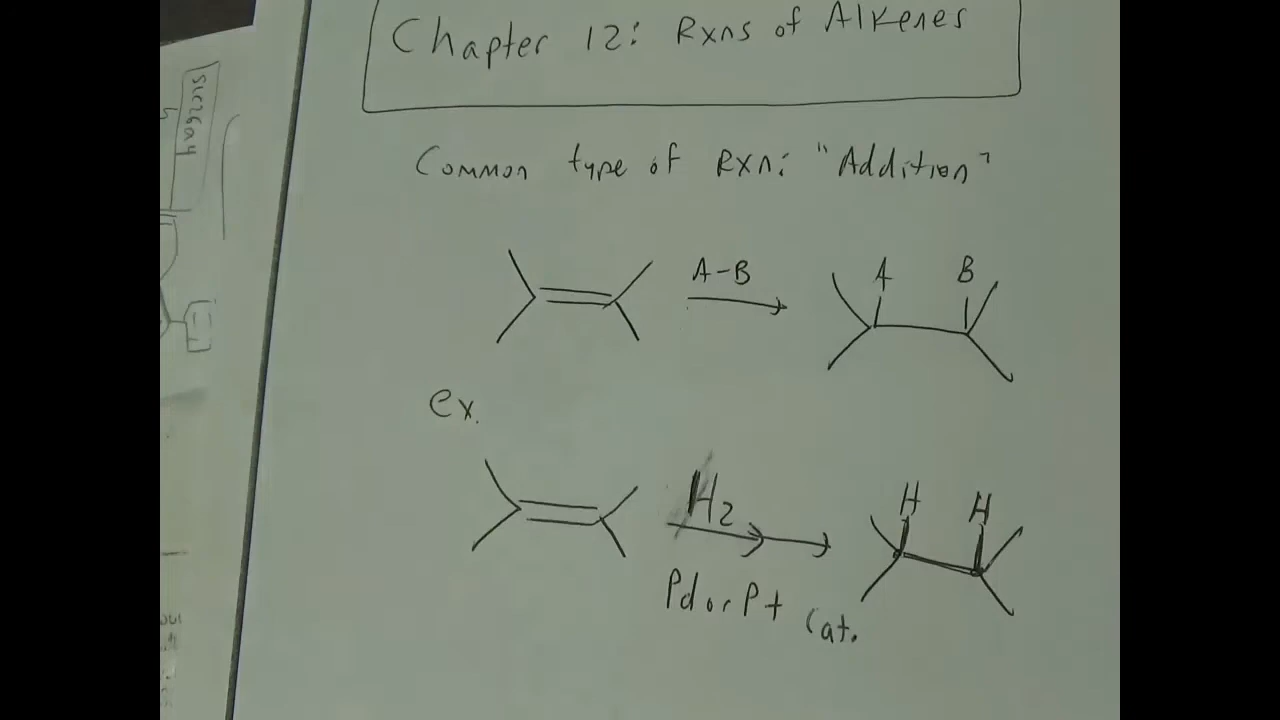 Chapter 12: Rxns of Alkenes
Common type of Rxn: "Addition"
A-B
A B
ex.
H2
H H
Pd or Pt
Cat.